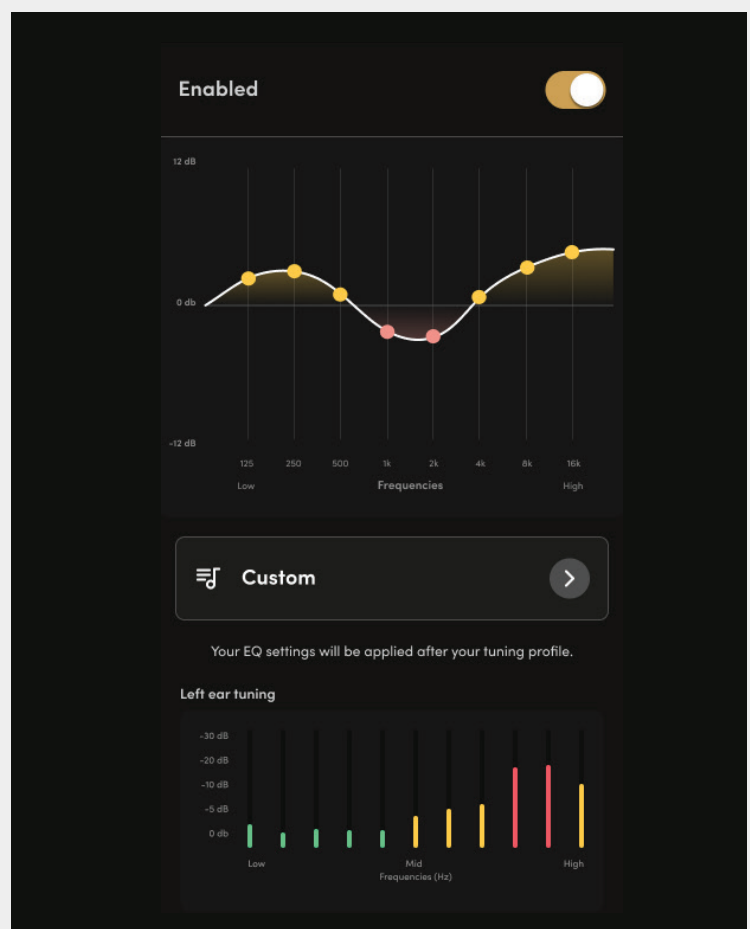 Enabled
12 dB
0 db
-12 dB
125 250 500 1k 2k 4k 8k 16k
Low Frequencies High
Custom
Your EQ settings will be applied after your tuning profile.
Left ear tuning
-30 dB
-20 dB
-10 dB
-5 dB
0 db
Low Mid High
Frequencies (Hz)